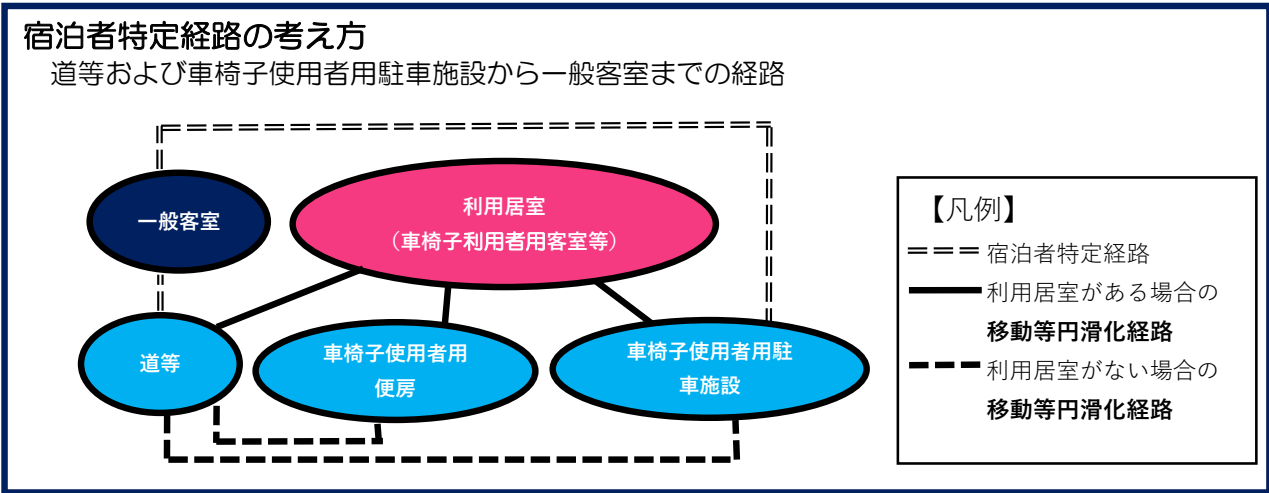 宿泊者特定経路の考え方
道等および車椅子使用者用駐車施設から一般客室までの経路
一般客室
利用居室
（車椅子利用者用客室等）
道等
車椅子使用者用
便房
車椅子使用者用駐
車施設
【凡例】
宿泊者特定経路
利用居室がある場合の
移動等円滑化経路
利用居室がない場合の
移動等円滑化経路